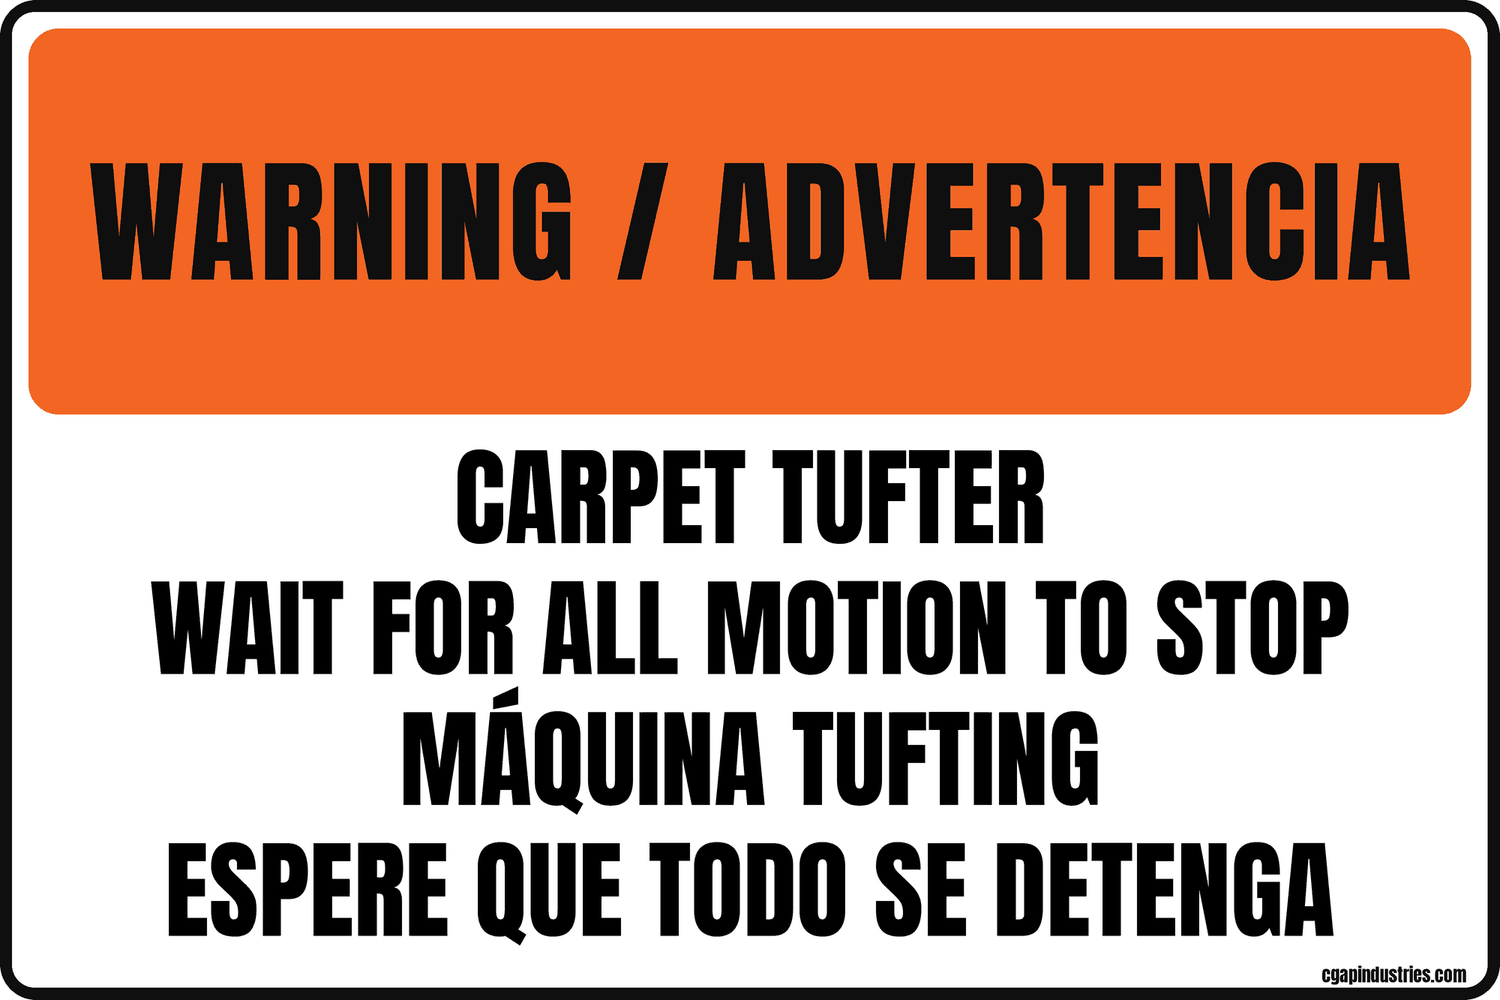 WARNING / ADVERTENCIA
CARPET TUFTER
WAIT FOR ALL MOTION TO STOP
MÁQUINA TUFTING
ESPERE QUE TODO SE DETENGA
cgapindustries.com